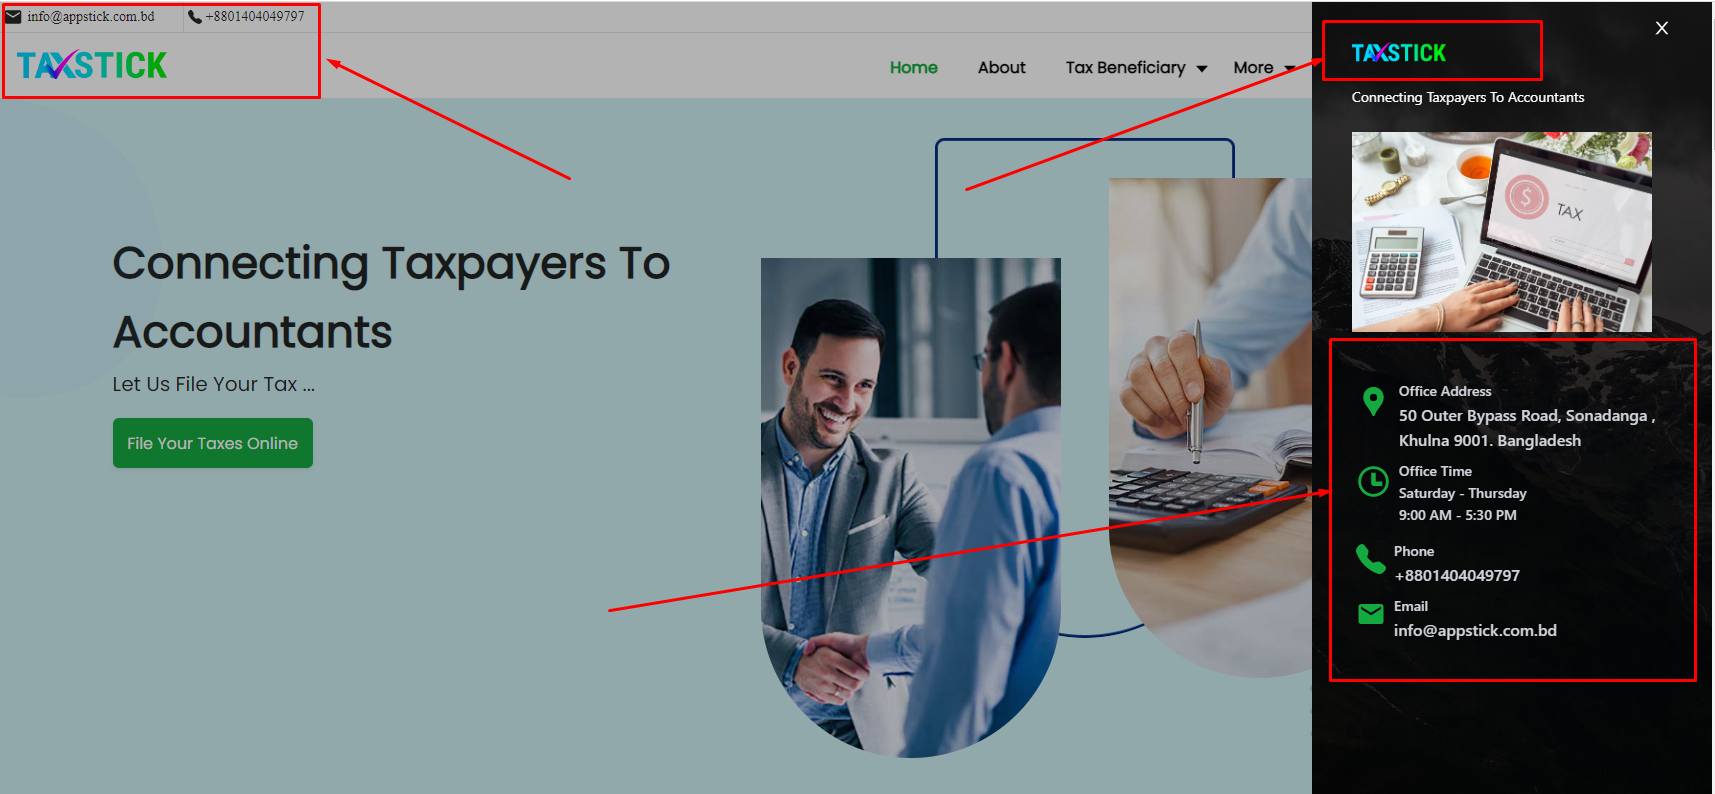 info@appstick.com.bd
+8801404049797
TAXSTICK
Home
About
Tax Beneficiary
More
Connecting Taxpayers To
Accountants
Let Us File Your Tax ...
File Your Taxes Online
X
TAXSTICK
Connecting Taxpayers To Accountants
TAX
Office Address
50 Outer Bypass Road, Sonadanga ,
Khulna 9001. Bangladesh
Office Time
Saturday - Thursday
9:00 AM - 5:30 PM
Phone
+8801404049797
Email
info@appstick.com.bd